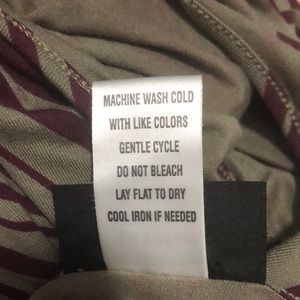 MACHINE WASH COLD
WITH LIKE COLORS
GENTLE CYCLE
DO NOT BLEACH
LAY FLAT TO DRY
COOL IRON IF NEEDED